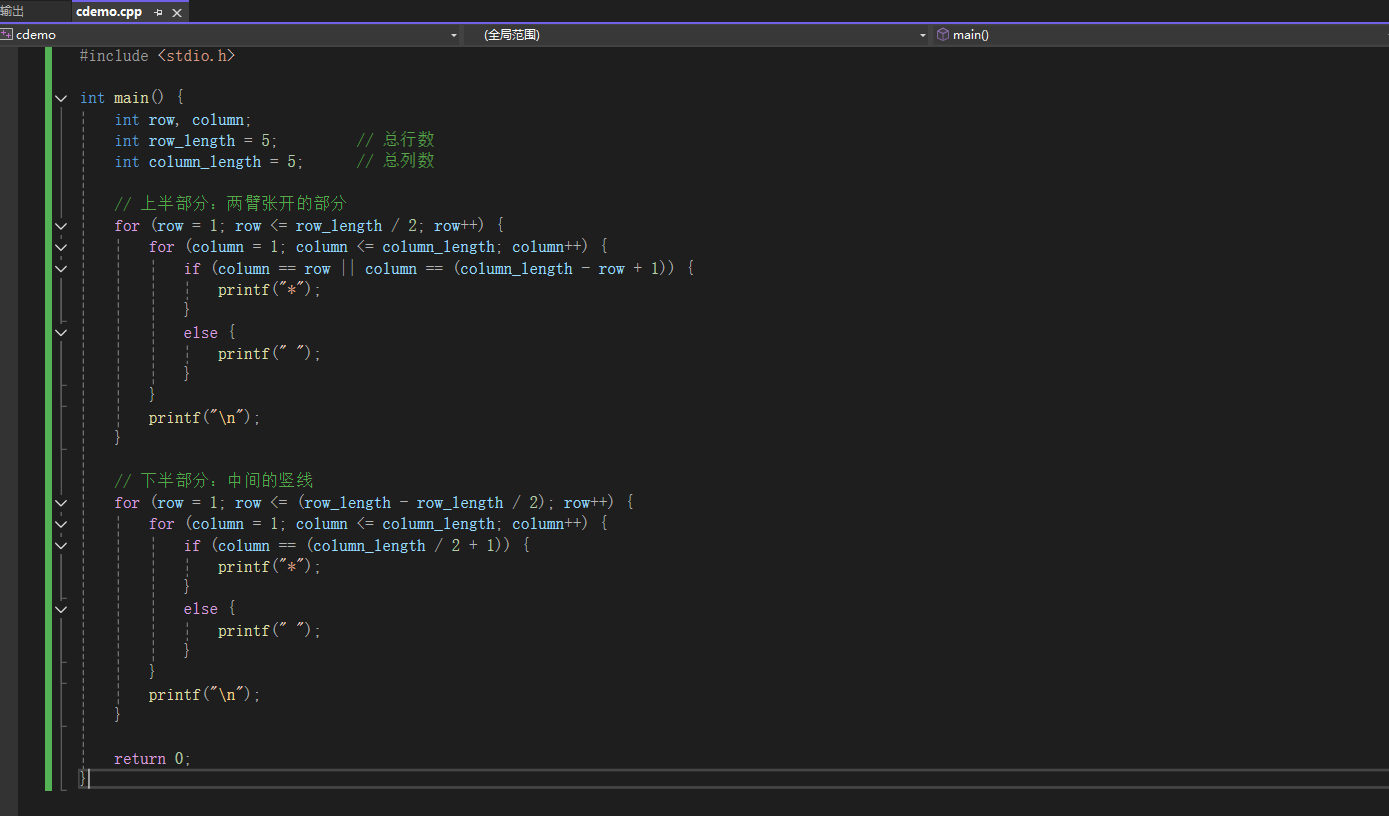 输出 cdemo.cpp
cdemo (全局范围) main()
#include <stdio.h>
int main() {
int row, column;
int row_length = 5; // 总行数
int column_length = 5; // 总列数
// 上半部分：两臂张开的部分
for (row = 1; row <= row_length / 2; row++) {
for (column = 1; column <= column_length; column++) {
if (column == row || column == (column_length - row + 1)) {
printf("*");
}
else {
printf(" ");
}
}
printf("\n");
}
// 下半部分：中间的竖线
for (row = 1; row <= (row_length - row_length / 2); row++) {
for (column = 1; column <= column_length; column++) {
if (column == (column_length / 2 + 1)) {
printf("*");
}
else {
printf(" ");
}
}
printf("\n");
}
return 0;
}